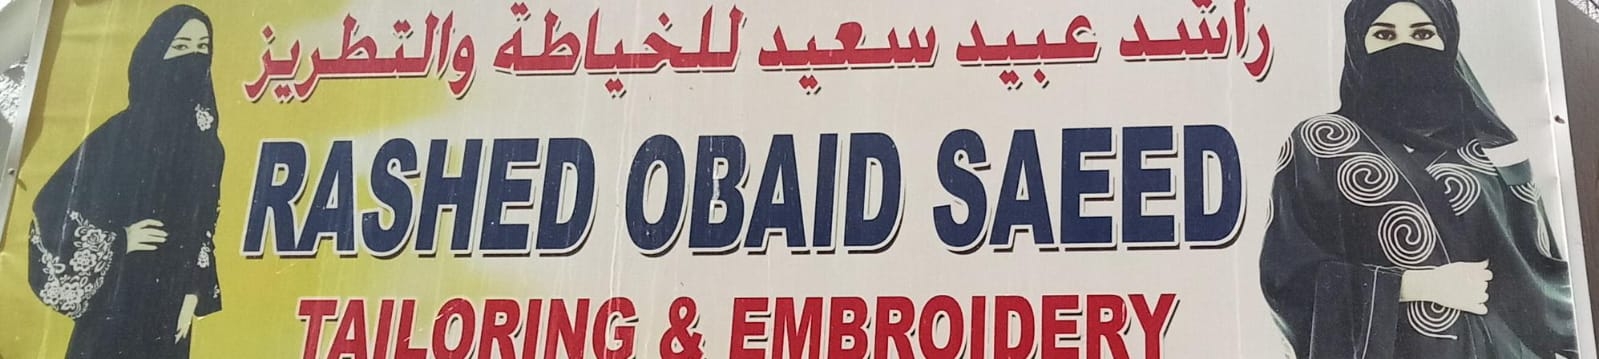 راشد عبيد سعيد للخياطة والتطريز
RASHED OBAID SAEED
TAILORING & EMBROIDERY